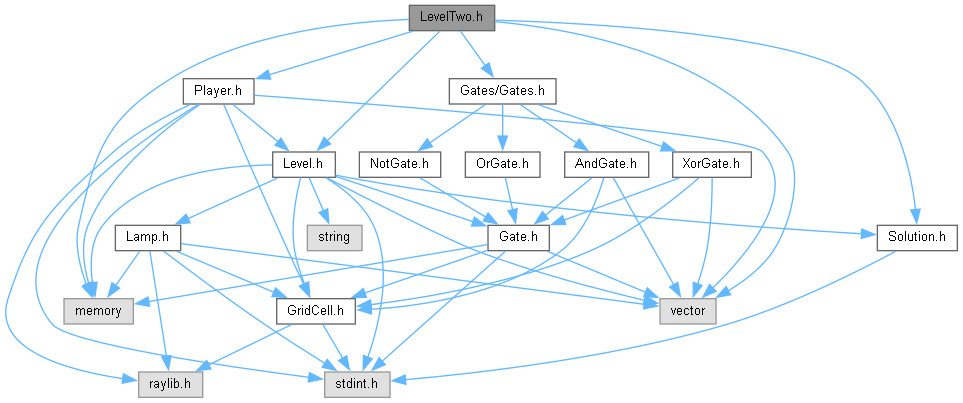 LevelTwo.h
Player.h
Gates/Gates.h
Level.h
NotGate.h
OrGate.h
AndGate.h
XorGate.h
Lamp.h
string
Gate.h
Solution.h
memory
GridCell.h
vector
raylib.h
stdint.h